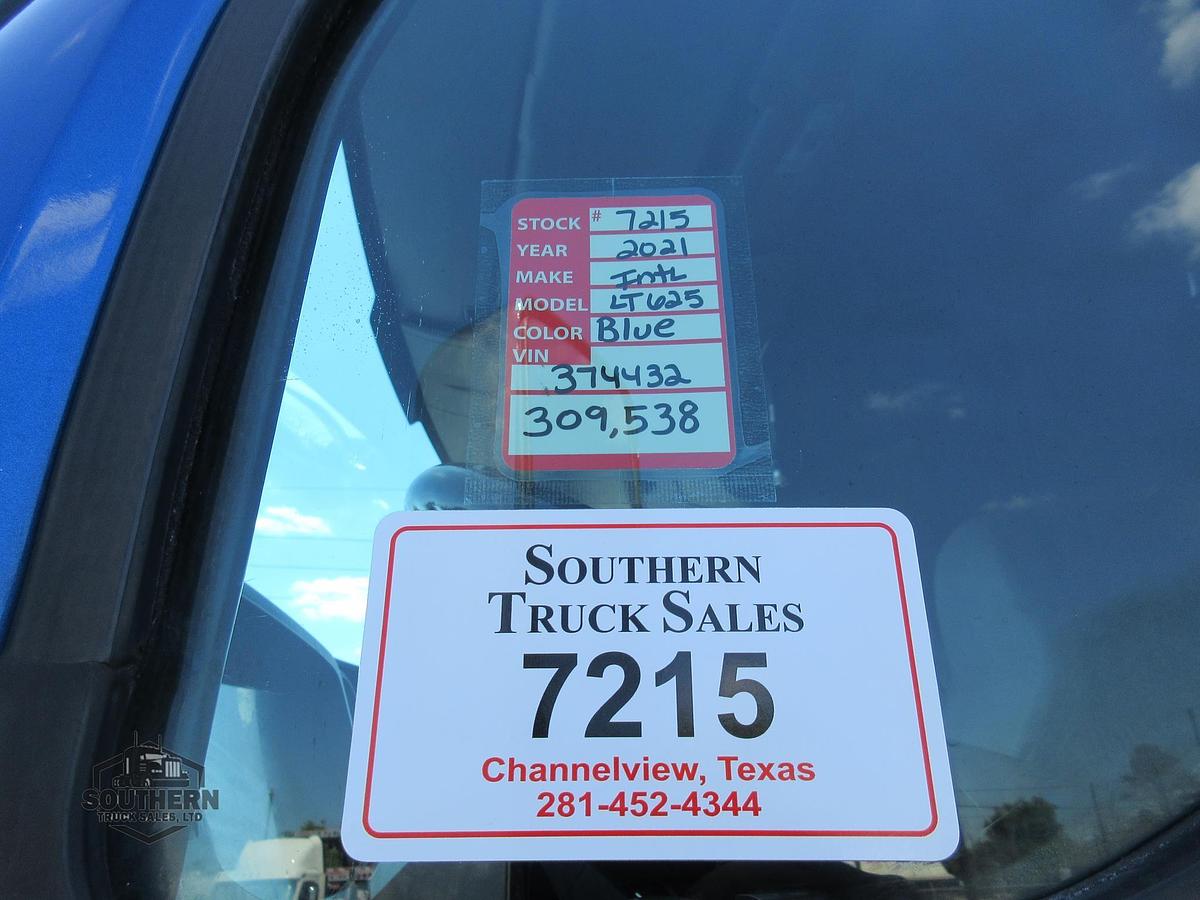 STOCK # 7215
YEAR 2021
MAKE Intl
MODEL LT625
COLOR Blue
VIN
374432
309,538
SOUTHERN
TRUCK SALES
7215
Channelview, Texas
281-452-4344
SOUTHERN
TRUCK SALES, LTD